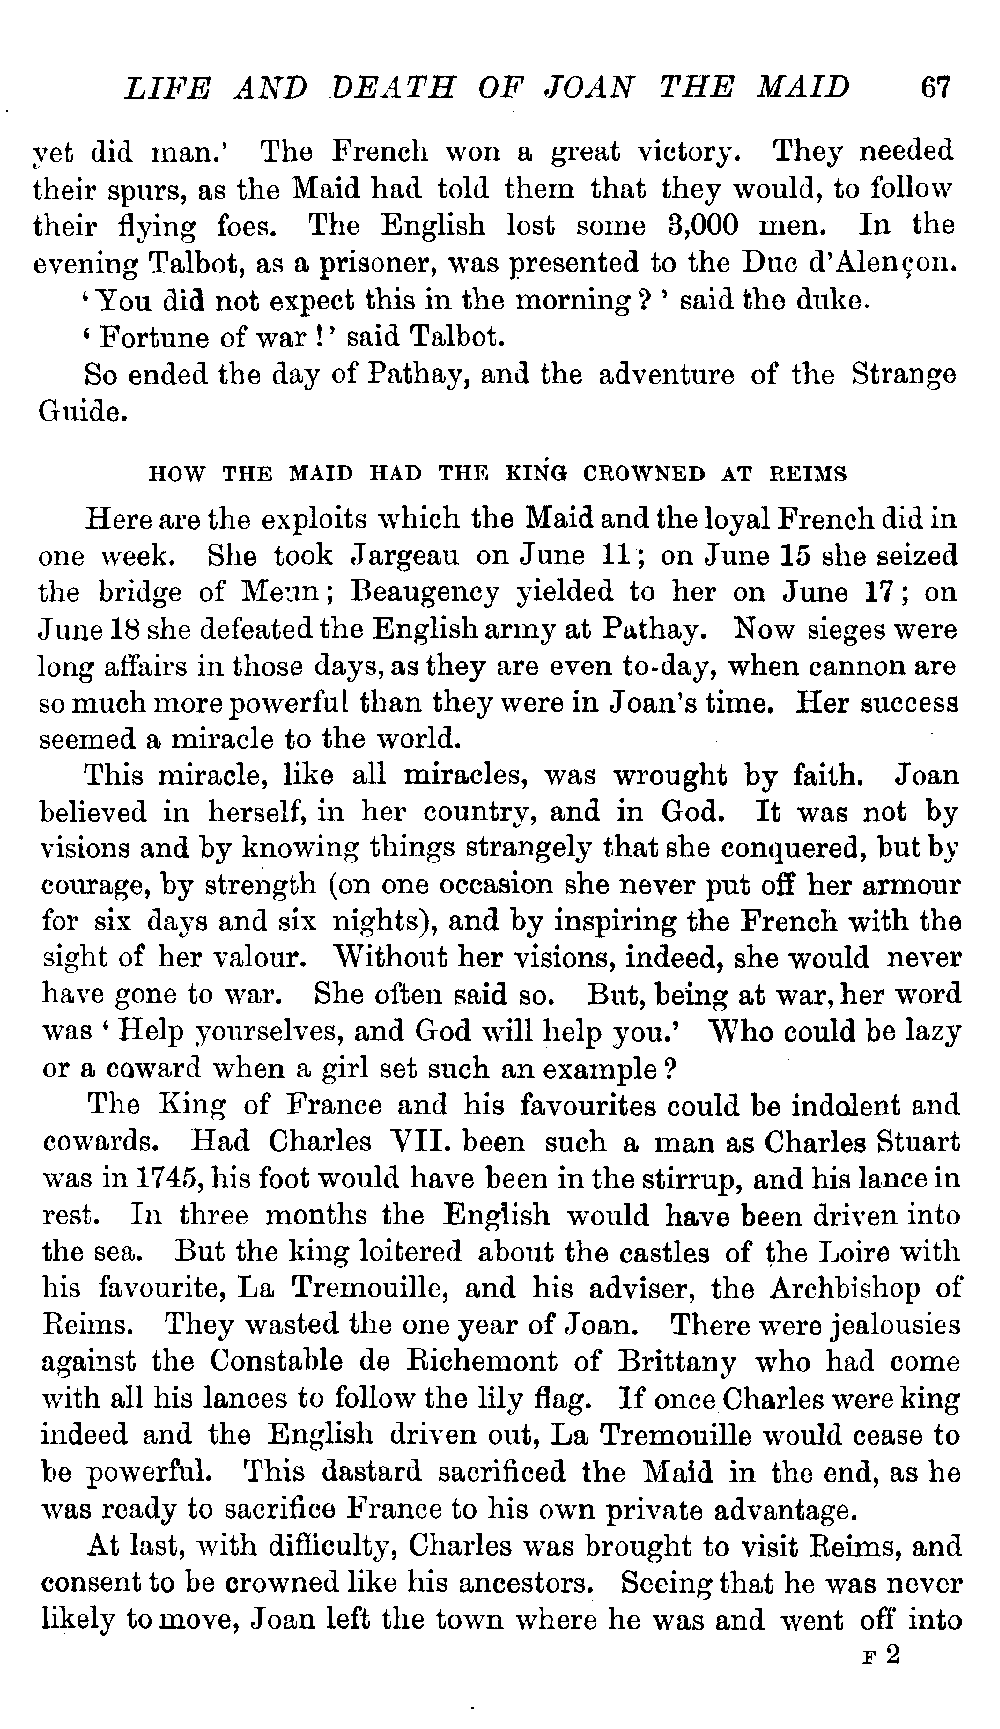 LIFE AND DEATH OF JOAN THE MAID 67
yet did man.' The French won a great victory. They needed
their spurs, as the Maid had told them that they would, to follow
their flying foes. The English lost some 3,000 men. In the
evening Talbot, as a prisoner, was presented to the Duc d'Alençon.
'You did not expect this in the morning?' said the duke.
'Fortune of war!' said Talbot.
So ended the day of Pathay, and the adventure of the Strange
Guide.
HOW THE MAID HAD THE KING CROWNED AT REIMS
Here are the exploits which the Maid and the loyal French did in
one week. She took Jargeau on June 11; on June 15 she seized
the bridge of Meun; Beaugency yielded to her on June 17; on
June 18 she defeated the English army at Pathay. Now sieges were
long affairs in those days, as they are even to-day, when cannon are
so much more powerful than they were in Joan's time. Her success
seemed a miracle to the world.
This miracle, like all miracles, was wrought by faith. Joan
believed in herself, in her country, and in God. It was not by
visions and by knowing things strangely that she conquered, but by
courage, by strength (on one occasion she never put off her armour
for six days and six nights), and by inspiring the French with the
sight of her valour. Without her visions, indeed, she would never
have gone to war. She often said so. But, being at war, her word
was 'Help yourselves, and God will help you.' Who could be lazy
or a coward when a girl set such an example?
The King of France and his favourites could be indolent and
cowards. Had Charles VII. been such a man as Charles Stuart
was in 1745, his foot would have been in the stirrup, and his lance in
rest. In three months the English would have been driven into
the sea. But the king loitered about the castles of the Loire with
his favourite, La Tremouille, and his adviser, the Archbishop of
Reims. They wasted the one year of Joan. There were jealousies
against the Constable de Richemont of Brittany who had come
with all his lances to follow the lily flag. If once Charles were king
indeed and the English driven out, La Tremouille would cease to
be powerful. This dastard sacrificed the Maid in the end, as he
was ready to sacrifice France to his own private advantage.
At last, with difficulty, Charles was brought to visit Reims, and
consent to be crowned like his ancestors. Seeing that he was never
likely to move, Joan left the town where he was and went off into
F 2